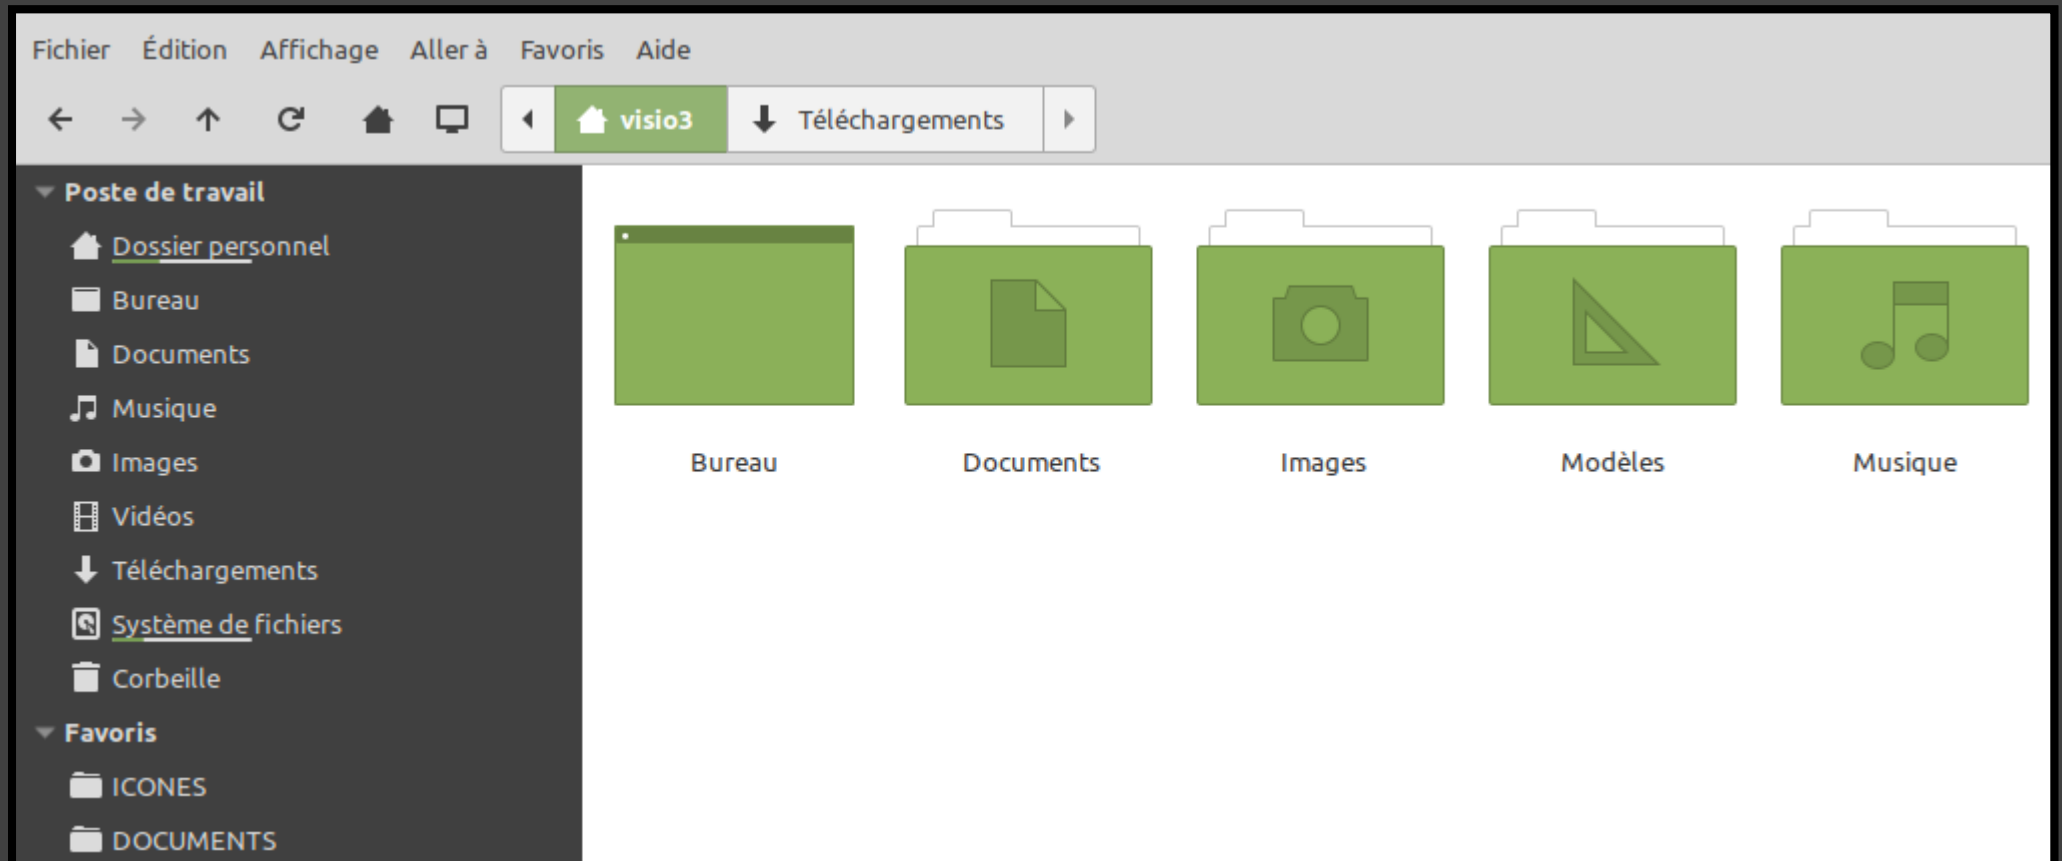 Fichier Édition Affichage Aller à Favoris Aide
visio3 Téléchargements
Poste de travail
Dossier personnel
Bureau
Documents
Musique
Images
Vidéos
Téléchargements
Système de fichiers
Corbeille
Favoris
ICONES
DOCUMENTS
Bureau Documents Images Modèles Musique